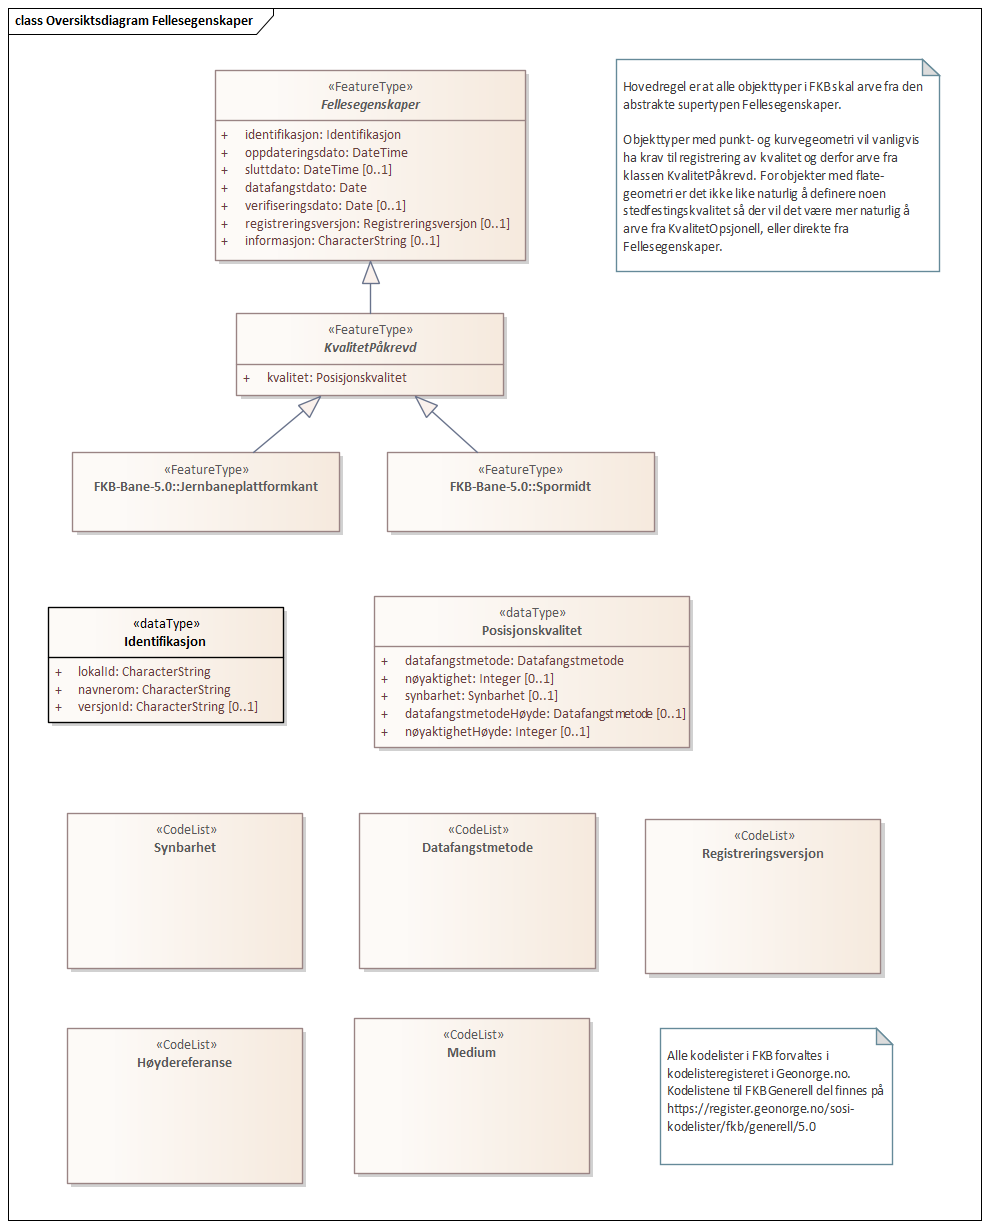 class Oversiktsdiagram Fellesegenskaper
«FeatureType»
Fellesegenskaper
+ identifikasjon: Identifikasjon
+ oppdateringsdato: DateTime
+ sluttdato: DateTime [0..1]
+ datafangstdato: Date
+ verifiseringsdato: Date [0..1]
+ registreringsversjon: Registreringsversjon [0..1]
+ informasjon: CharacterString [0..1]
Hovedregel er at alle objekttyper i FKB skal arve fra den
abstrakte supertypen Fellesegenskaper.
Objekttyper med punkt- og kurvegeometri vil vanligvis
ha krav til registrering av kvalitet og derfor arve fra
klassen KvalitetPåkrevd. For objekter med flate-
geometri er det ikke like naturlig å definere noen
stedfestingskvalitet så der vil det være mer naturlig å
arve fra KvalitetOpsjonell, eller direkte fra
Fellesegenskaper.
«FeatureType»
KvalitetPåkrevd
+ kvalitet: Posisjonskvalitet
«FeatureType»
FKB-Bane-5.0::Jernbaneplattformkant
«FeatureType»
FKB-Bane-5.0::Spormidt
«dataType»
Identifikasjon
+ lokalId: CharacterString
+ navnerom: CharacterString
+ versjonId: CharacterString [0..1]
«dataType»
Posisjonskvalitet
+ datafangstmetode: Datafangstmetode
+ nøyaktighet: Integer [0..1]
+ synbarhet: Synbarhet [0..1]
+ datafangstmetodeHøyde: Datafangstmetode [0..1]
+ nøyaktighetHøyde: Integer [0..1]
«CodeList»
Synbarhet
«CodeList»
Datafangstmetode
«CodeList»
Registreringsversjon
«CodeList»
Høydereferanse
«CodeList»
Medium
Alle kodelister i FKB forvaltes i
kodelisteregisteret i Geonorge.no.
Kodelistene til FKB Generell del finnes på
https://register.geonorge.no/sosi-
kodelister/fkb/generell/5.0